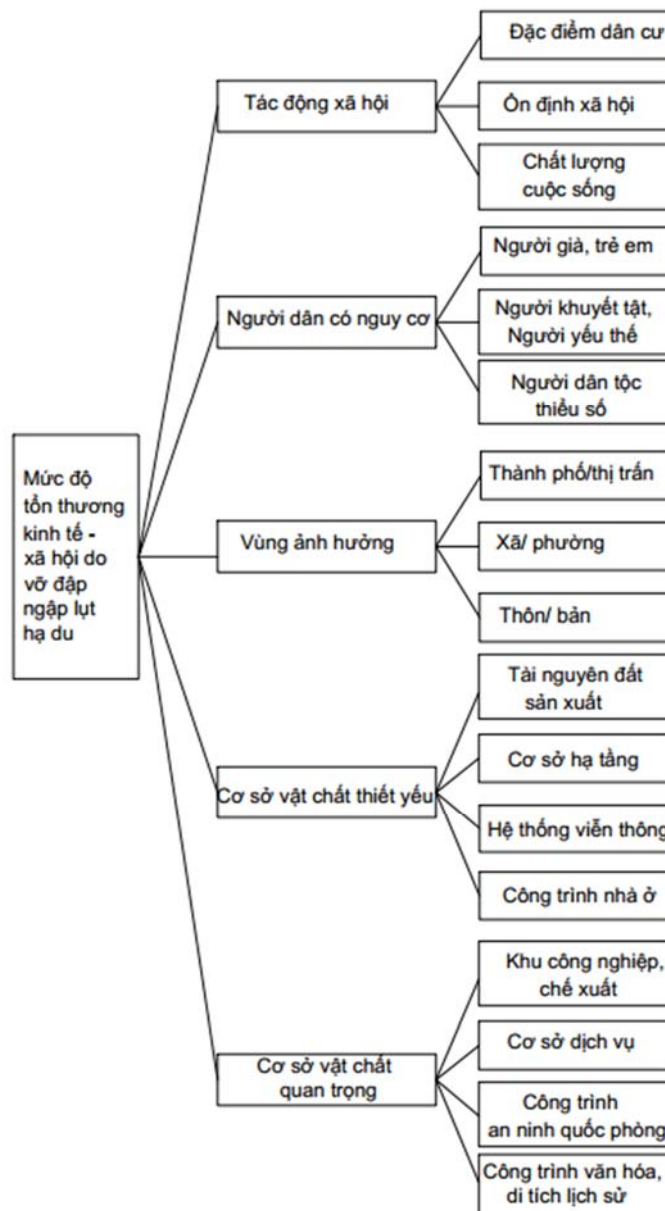 Mức độ
tổn thương
kinh tế -
xã hội do
vỡ đập
ngập lụt
hạ du
Tác động xã hội
Đặc điểm dân cư
Ổn định xã hội
Chất lượng
cuộc sống
Người dân có nguy cơ
Người già, trẻ em
Người khuyết tật,
Người yếu thế
Người dân tộc
thiểu số
Vùng ảnh hưởng
Thành phố/thị trấn
Xã/ phường
Thôn/ bản
Cơ sở vật chất thiết yếu
Tài nguyên đất
sản xuất
Cơ sở hạ tầng
Hệ thống viễn thông
Công trình nhà ở
Cơ sở vật chất
quan trọng
Khu công nghiệp,
chế xuất
Cơ sở dịch vụ
Công trình
an ninh quốc phòng
Công trình văn hóa,
di tích lịch sử